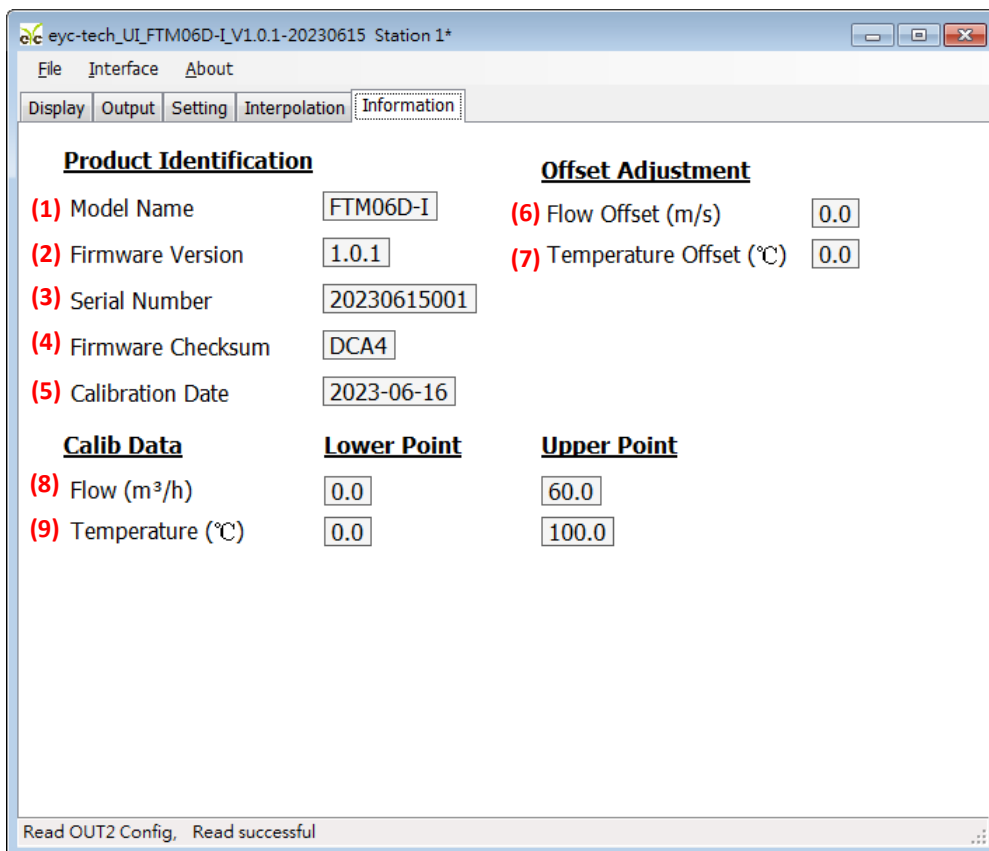 eyc-tech_UI_FTM06D-I_V1.0.1-20230615 Station 1*
File Interface About
Display Output Setting Interpolation Information
Product Identification
Offset Adjustment
(1) Model Name FTM06D-I
(6) Flow Offset (m/s) 0.0
(2) Firmware Version 1.0.1
(7) Temperature Offset (℃) 0.0
(3) Serial Number 20230615001
(4) Firmware Checksum DCA4
(5) Calibration Date 2023-06-16
Calib Data Lower Point Upper Point
(8) Flow (m³/h) 0.0 60.0
(9) Temperature (℃) 0.0 100.0
Read OUT2 Config, Read successful